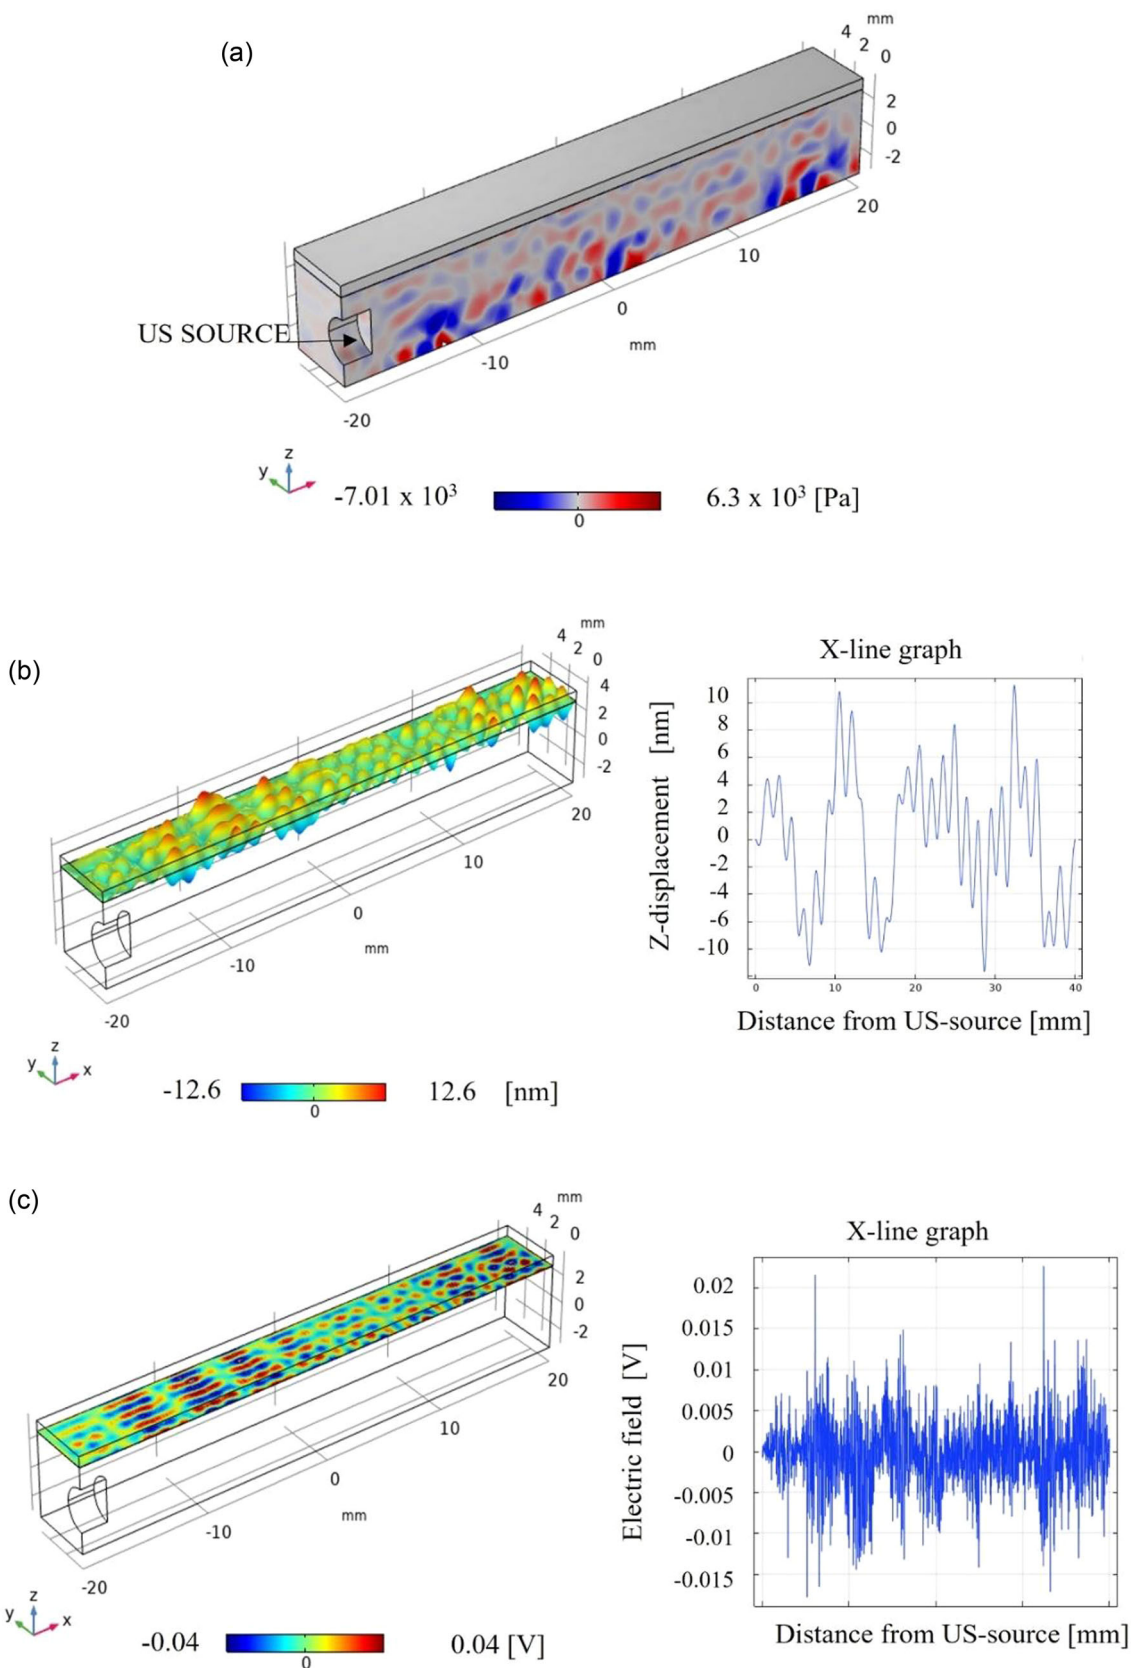 (a)
mm
4
2
0
2
0
-2
20
10
0
mm
-10
-20
US SOURCE
z
y
-7.01 x 10³
0
6.3 x 10³ [Pa]
(b)
mm
4
2
0
4
2
0
-2
20
10
0
mm
-10
-20
z
y
x
-12.6
0
12.6 [nm]
X-line graph
Z-displacement [nm]
10
8
6
4
2
0
-2
-4
-6
-10
0 10 20 30 40
Distance from US-source [mm]
(c)
mm
4
2
0
2
0
-2
20
10
0
mm
-10
-20
z
y
x
-0.04
0
0.04 [V]
X-line graph
Electric field [V]
0.02
0.015
0.01
0.005
0
-0.005
-0.01
-0.015
Distance from US-source [mm]